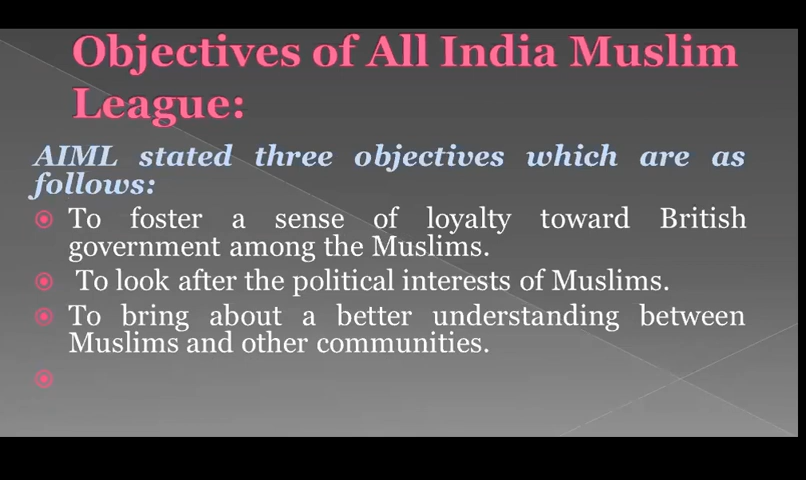 Objectives of All India Muslim
League:
AIML stated three objectives which are as
follows:
To foster a sense of loyalty toward British
government among the Muslims.
To look after the political interests of Muslims.
To bring about a better understanding between
Muslims and other communities.